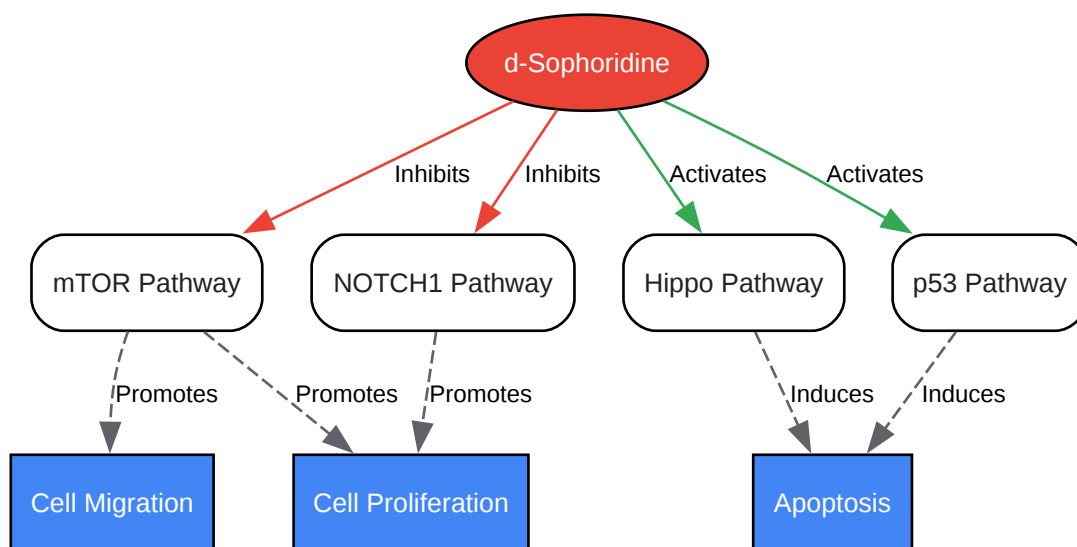 d-Sophoridine
Inhibits
Inhibits
Activates
Activates
mTOR Pathway
NOTCH1 Pathway
Hippo Pathway
p53 Pathway
Promotes
Promotes
Promotes
Induces
Induces
Cell Migration
Cell Proliferation
Apoptosis